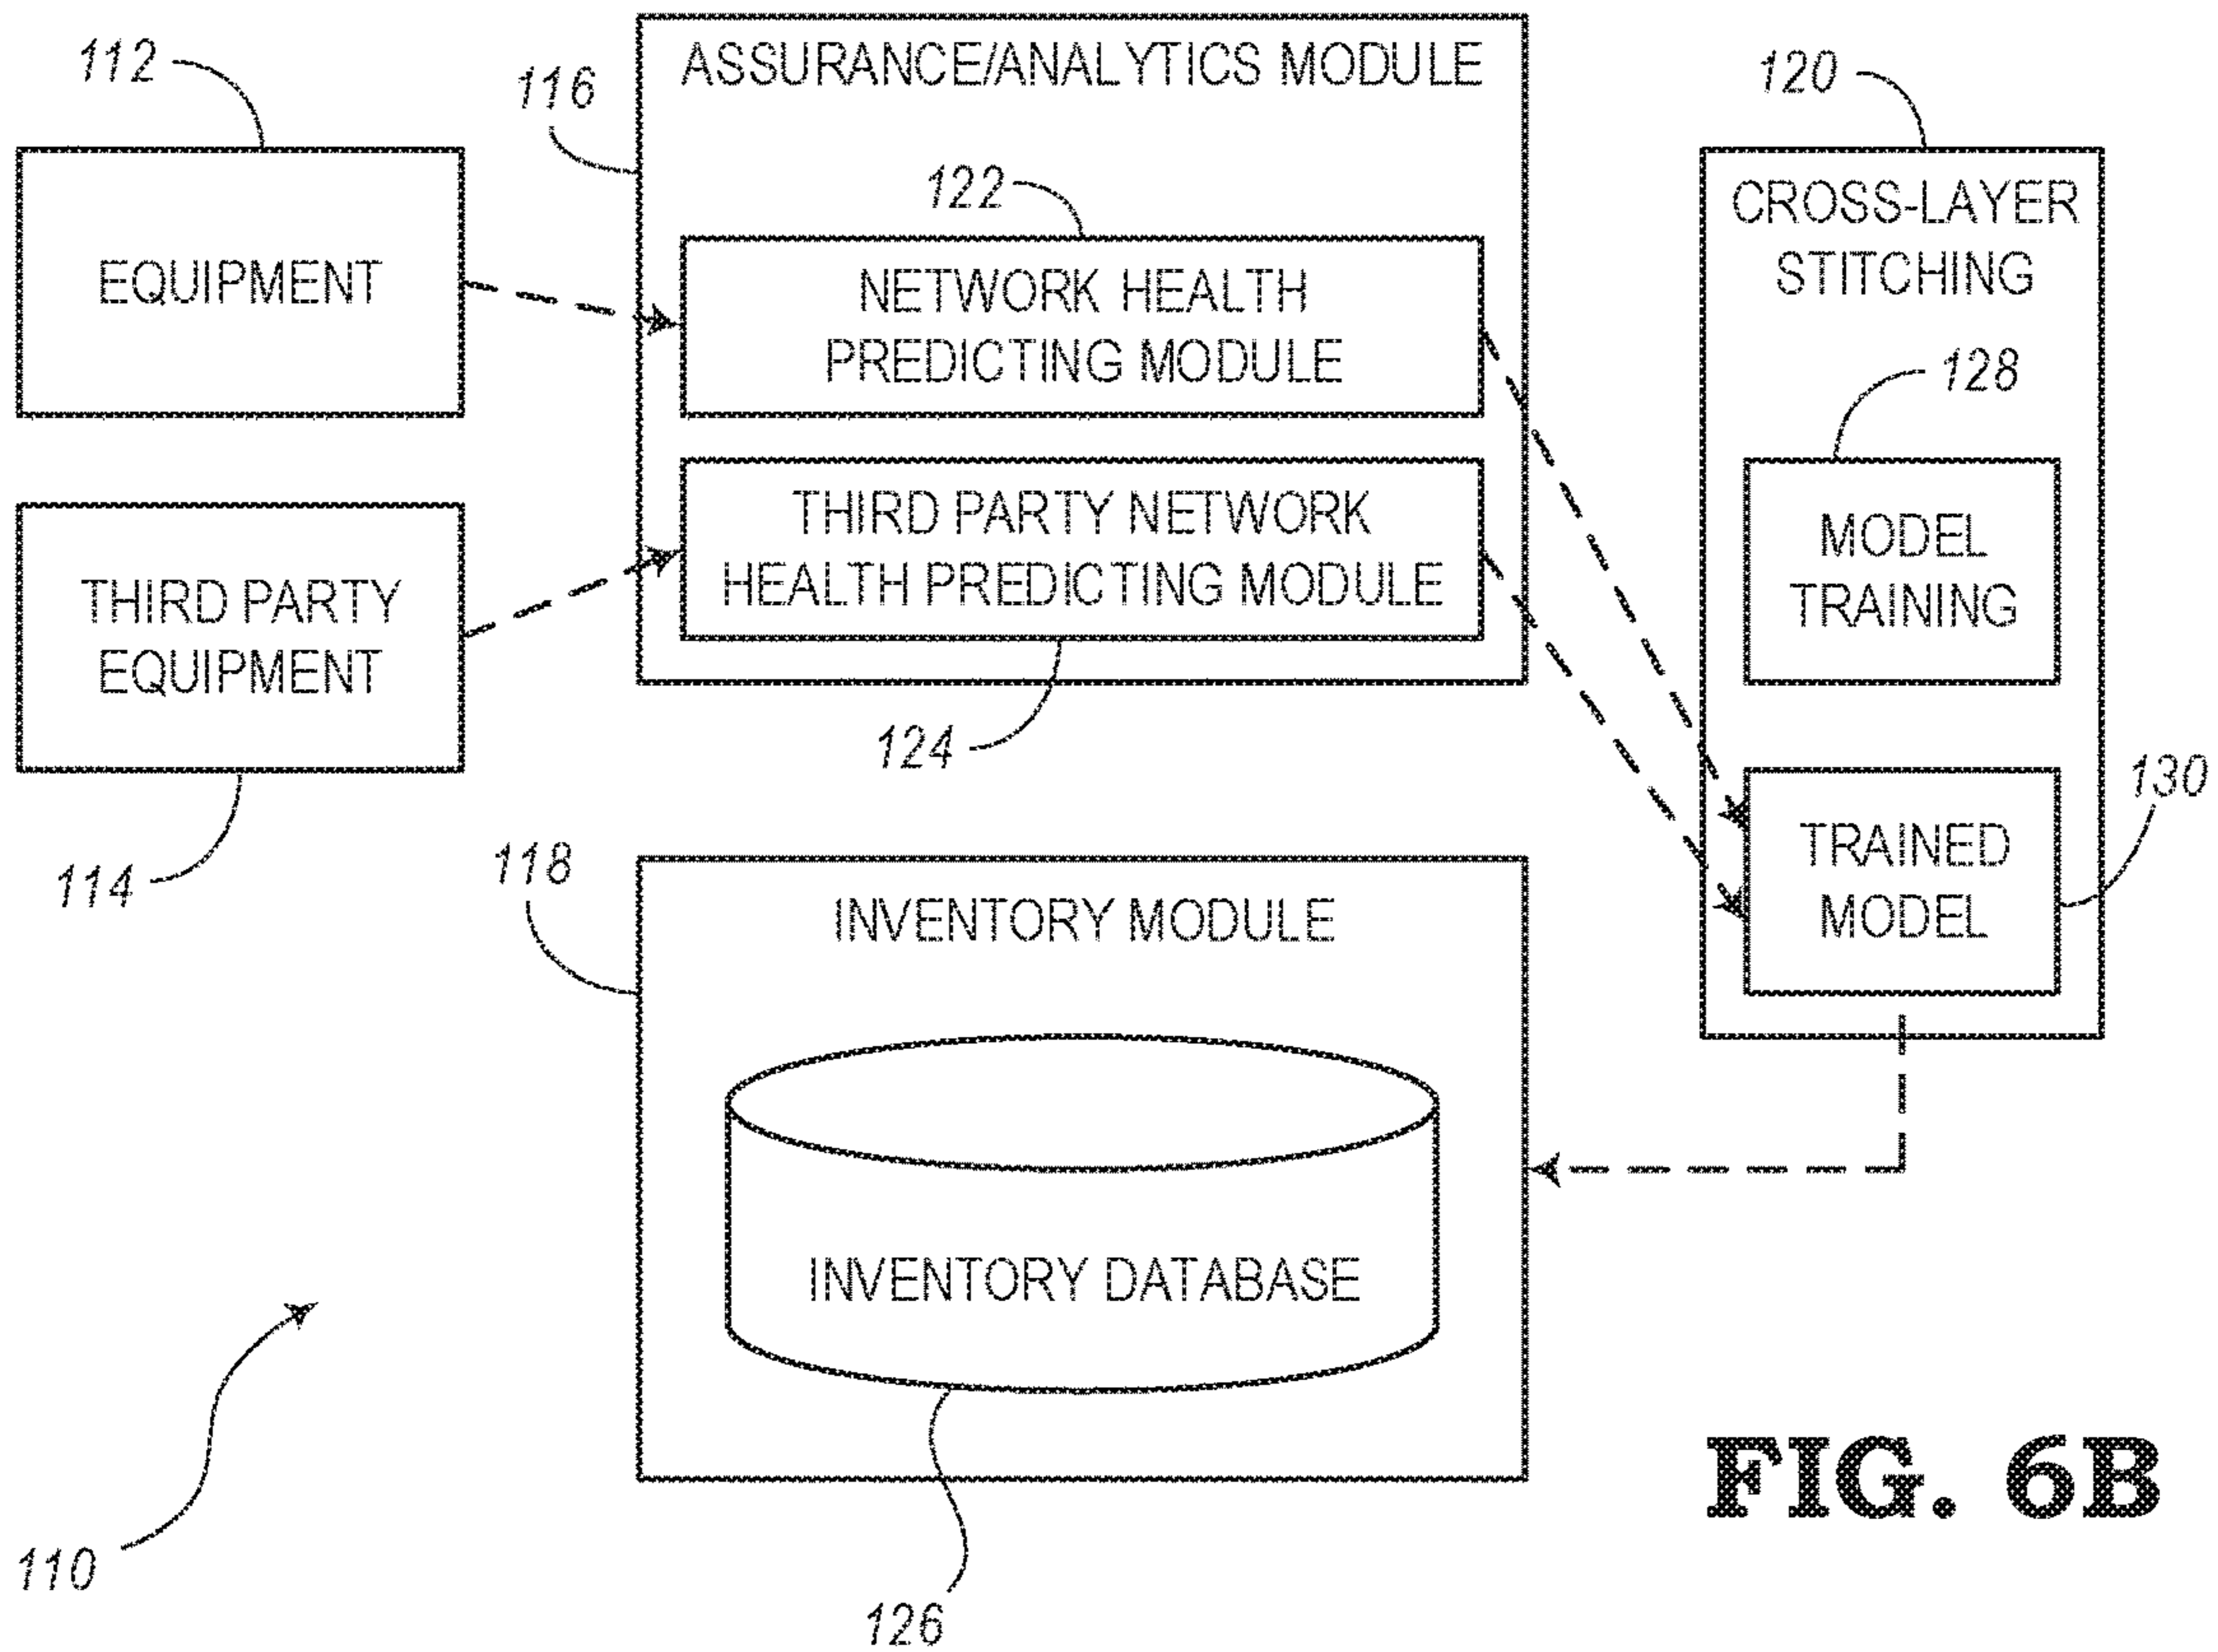 112
EQUIPMENT
THIRD PARTY
EQUIPMENT
114
116
ASSURANCE/ANALYTICS MODULE
122
NETWORK HEALTH
PREDICTING MODULE
THIRD PARTY NETWORK
HEALTH PREDICTING MODULE
124
120
CROSS-LAYER
STITCHING
128
MODEL
TRAINING
130
TRAINED
MODEL
118
INVENTORY MODULE
INVENTORY DATABASE
126
110
FIG. 6B